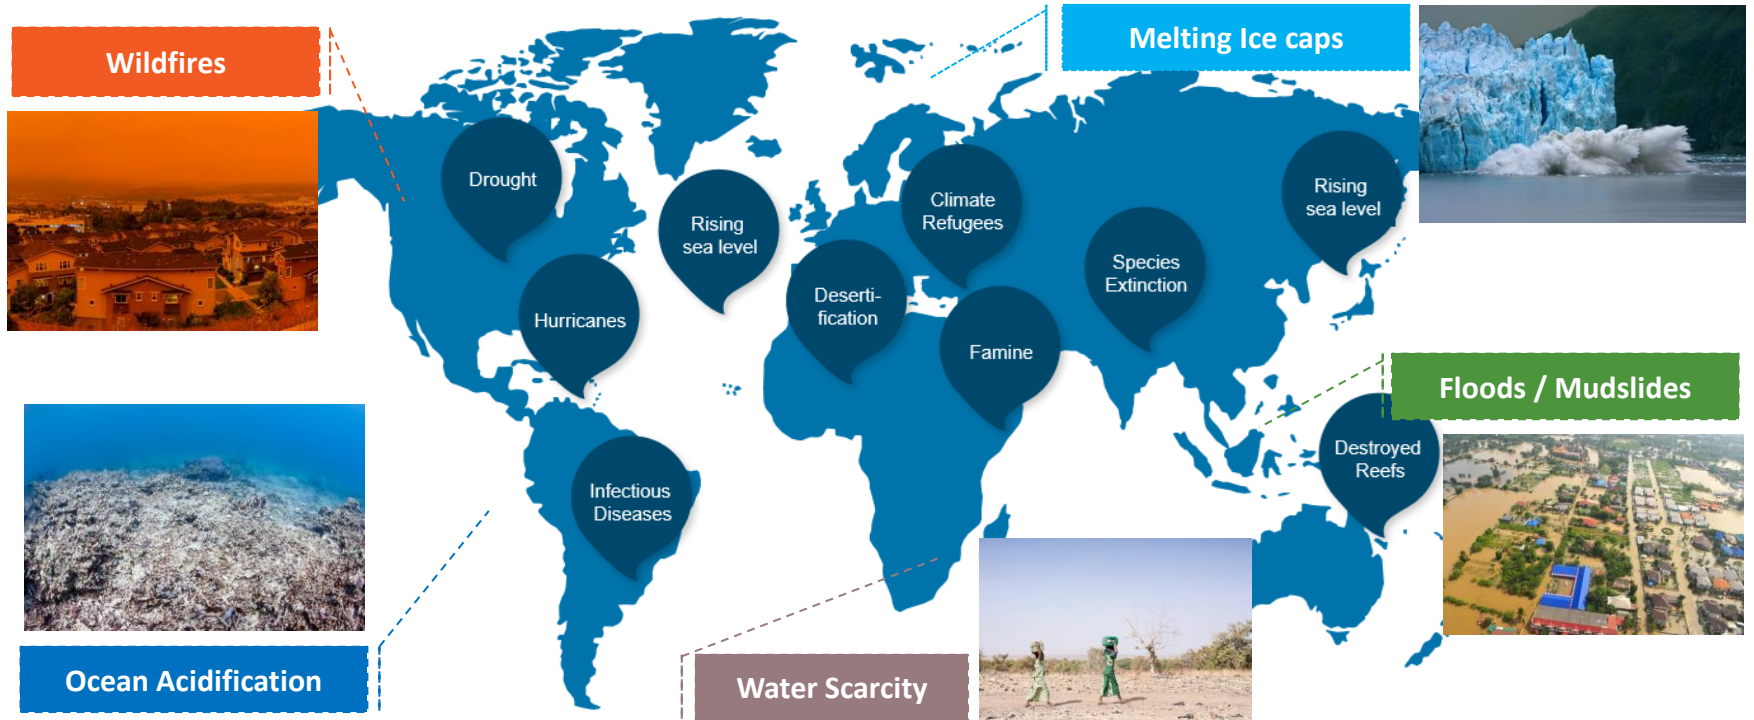 Wildfires
Melting Ice caps
Drought
Rising
sea level
Climate
Refugees
Rising
sea level
Species
Extinction
Hurricanes
Deserti-
fication
Famine
Floods / Mudslides
Destroyed
Reefs
Infectious
Diseases
Ocean Acidification
Water Scarcity